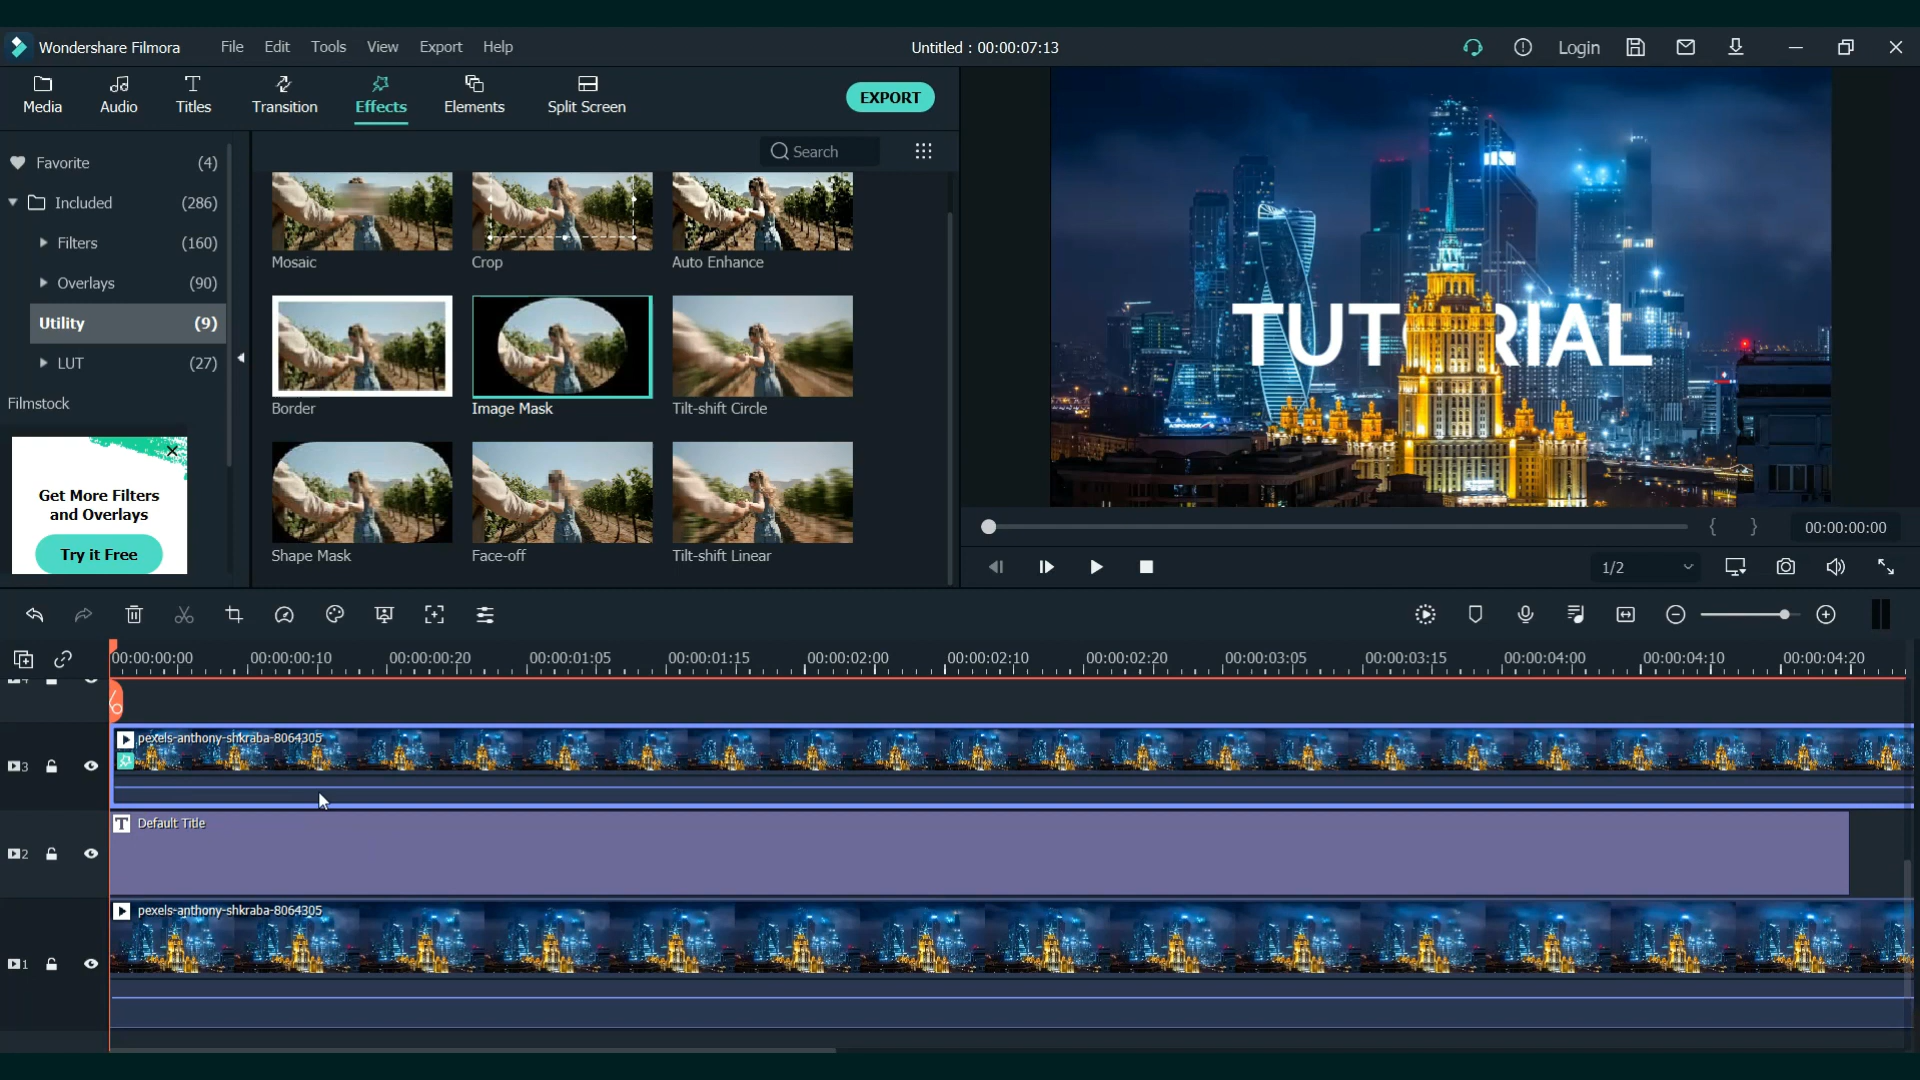 Wondershare Filmora
File Edit Tools View Export Help
Untitled : 00:00:07:13
Login
Media Audio Titles Transition Effects Elements Split Screen
EXPORT
Favorite (4)
Included (286)
Filters (160)
Overlays (90)
Utility (9)
LUT (27)
Filmstock
Get More Filters
and Overlays
Try it Free
Search
Mosaic Crop Auto Enhance
Border Image Mask Tilt-shift Circle
Shape Mask Face-off Tilt-shift Linear
TUT RIAL
{ } 00:00:00:00
1/2
00:00:00:00 00:00:00:10 00:00:00:20 00:00:01:05 00:00:01:15 00:00:02:00 00:00:02:10 00:00:02:20 00:00:03:05 00:00:03:15 00:00:04:00 00:00:04:10 00:00:04:20
pexels-anthony-shkraba-8064305
3
Default Title
2
pexels-anthony-shkraba-8064305
1